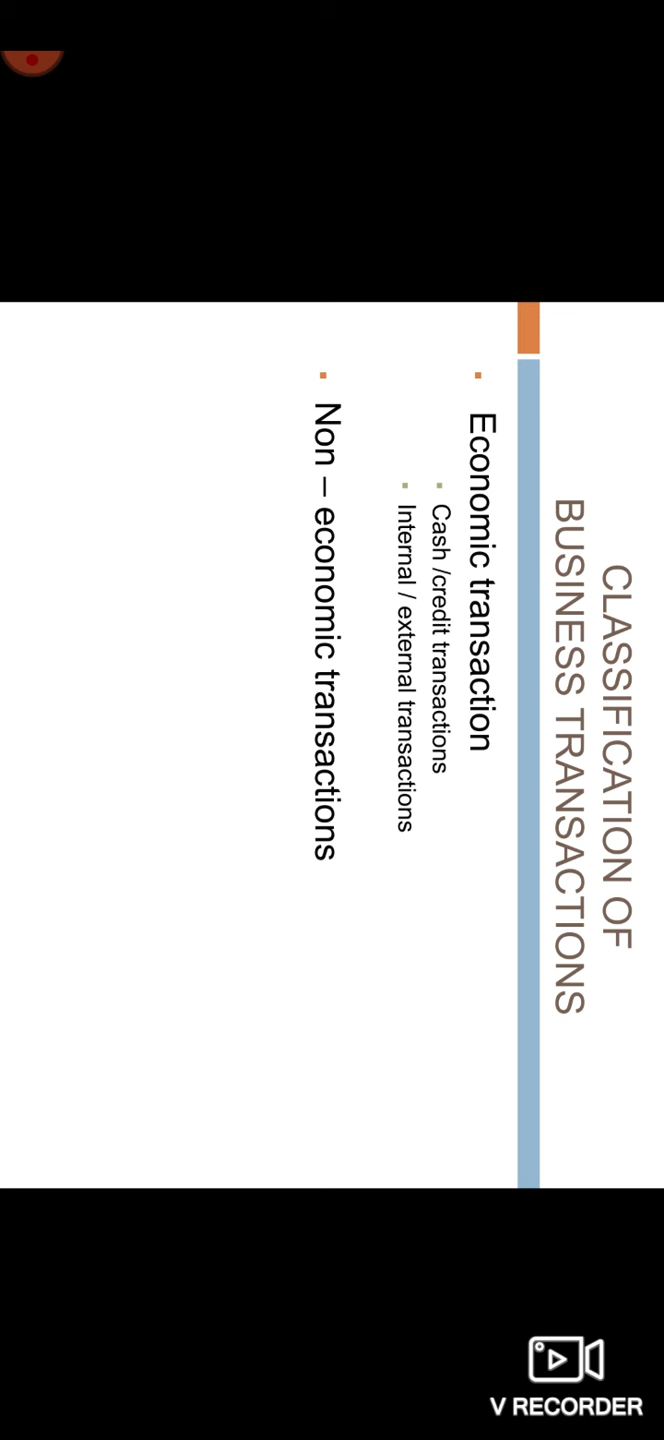 CLASSIFICATION OF
BUSINESS TRANSACTIONS
▪ Economic transaction
▪ Cash /credit transactions
▪ Internal / external transactions
▪ Non – economic transactions
V RECORDER